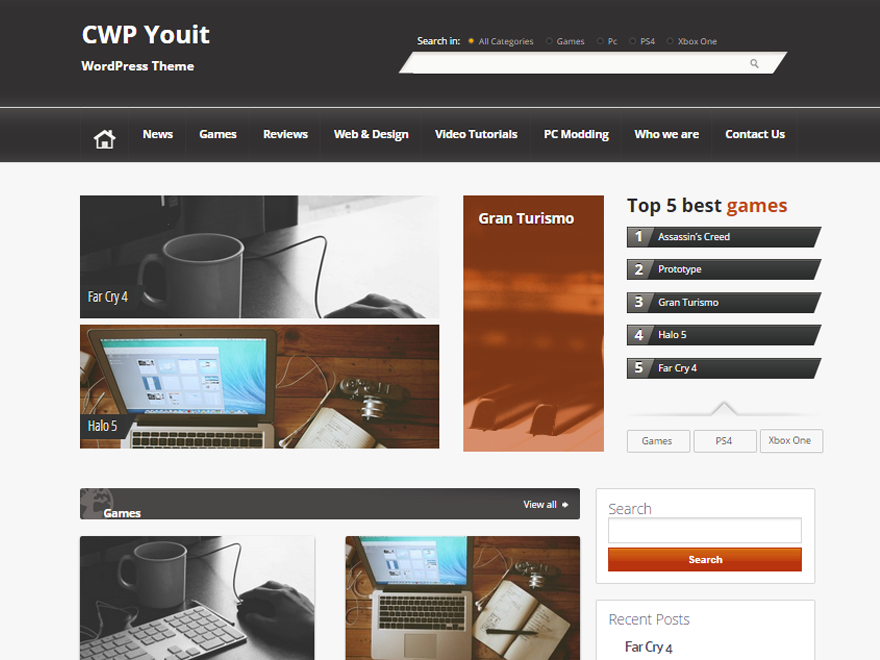 CWP Youit
WordPress Theme
Search in: All Categories Games Pc PS4 Xbox One
News Games Reviews Web & Design Video Tutorials PC Modding Who we are Contact Us
Far Cry 4
Halo 5
Gran Turismo
Top 5 best games
1 Assassin's Creed
2 Prototype
3 Gran Turismo
4 Halo 5
5 Far Cry 4
Games PS4 Xbox One
Games View all
Search
Search
Recent Posts
Far Cry 4